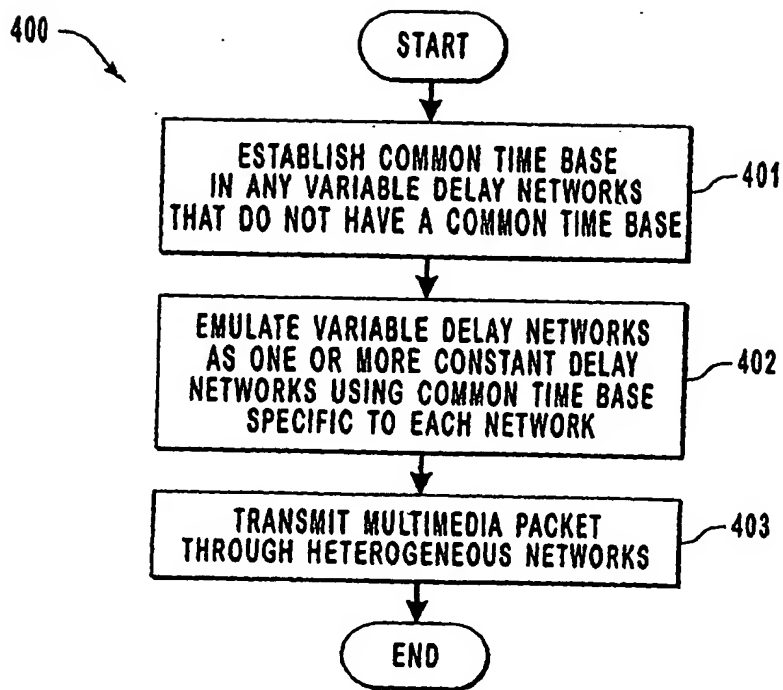 400
START
ESTABLISH COMMON TIME BASE
IN ANY VARIABLE DELAY NETWORKS
THAT DO NOT HAVE A COMMON TIME BASE
401
EMULATE VARIABLE DELAY NETWORKS
AS ONE OR MORE CONSTANT DELAY
NETWORKS USING COMMON TIME BASE
SPECIFIC TO EACH NETWORK
402
TRANSMIT MULTIMEDIA PACKET
THROUGH HETEROGENEOUS NETWORKS
403
END